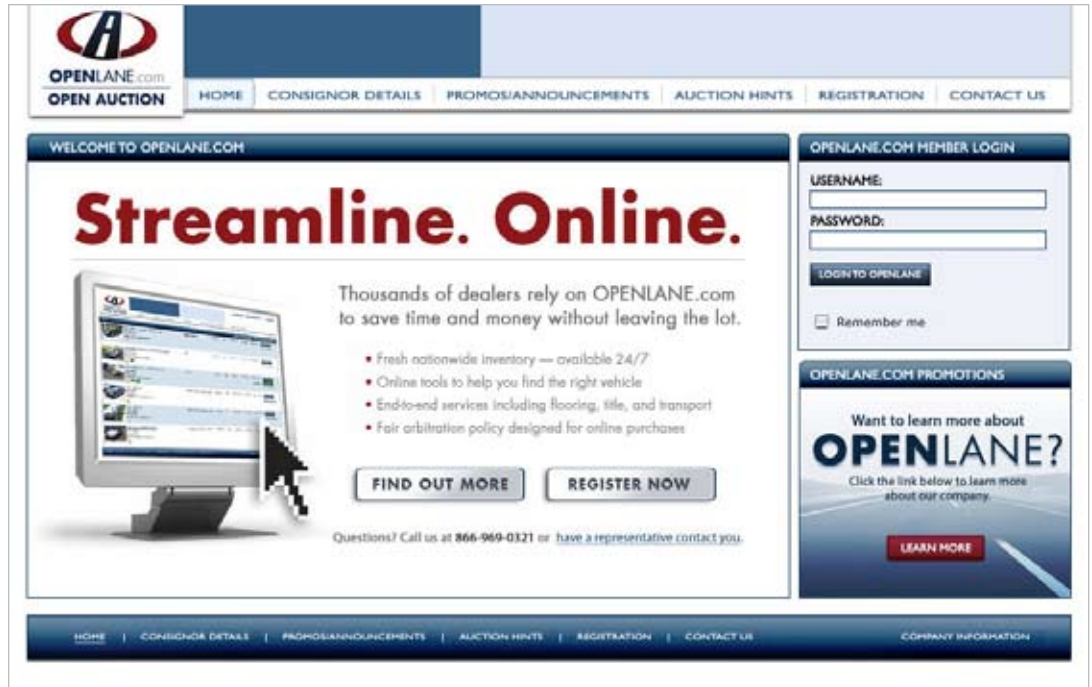 OPENLANE.com
OPEN AUCTION
HOME CONSIGNOR DETAILS PROMOS/ANNOUNCEMENTS AUCTION HINTS REGISTRATION CONTACT US
WELCOME TO OPENLANE.COM
Streamline. Online.
Thousands of dealers rely on OPENLANE.com
to save time and money without leaving the lot.
▪ Fresh nationwide inventory — available 24/7
▪ Online tools to help you find the right vehicle
▪ End-to-end services including flooring, title, and transport
▪ Fair arbitration policy designed for online purchases
FIND OUT MORE REGISTER NOW
Questions? Call us at 866-969-0321 or have a representative contact you.
OPENLANE.COM MEMBER LOGIN
USERNAME:
PASSWORD:
LOGIN TO OPENLANE
Remember me
OPENLANE.COM PROMOTIONS
Want to learn more about
OPENLANE?
Click the link below to learn more
about our company.
LEARN MORE
HOME | CONSIGNOR DETAILS | PROMOS/ANNOUNCEMENTS | AUCTION HINTS | REGISTRATION | CONTACT US COMPANY INFORMATION